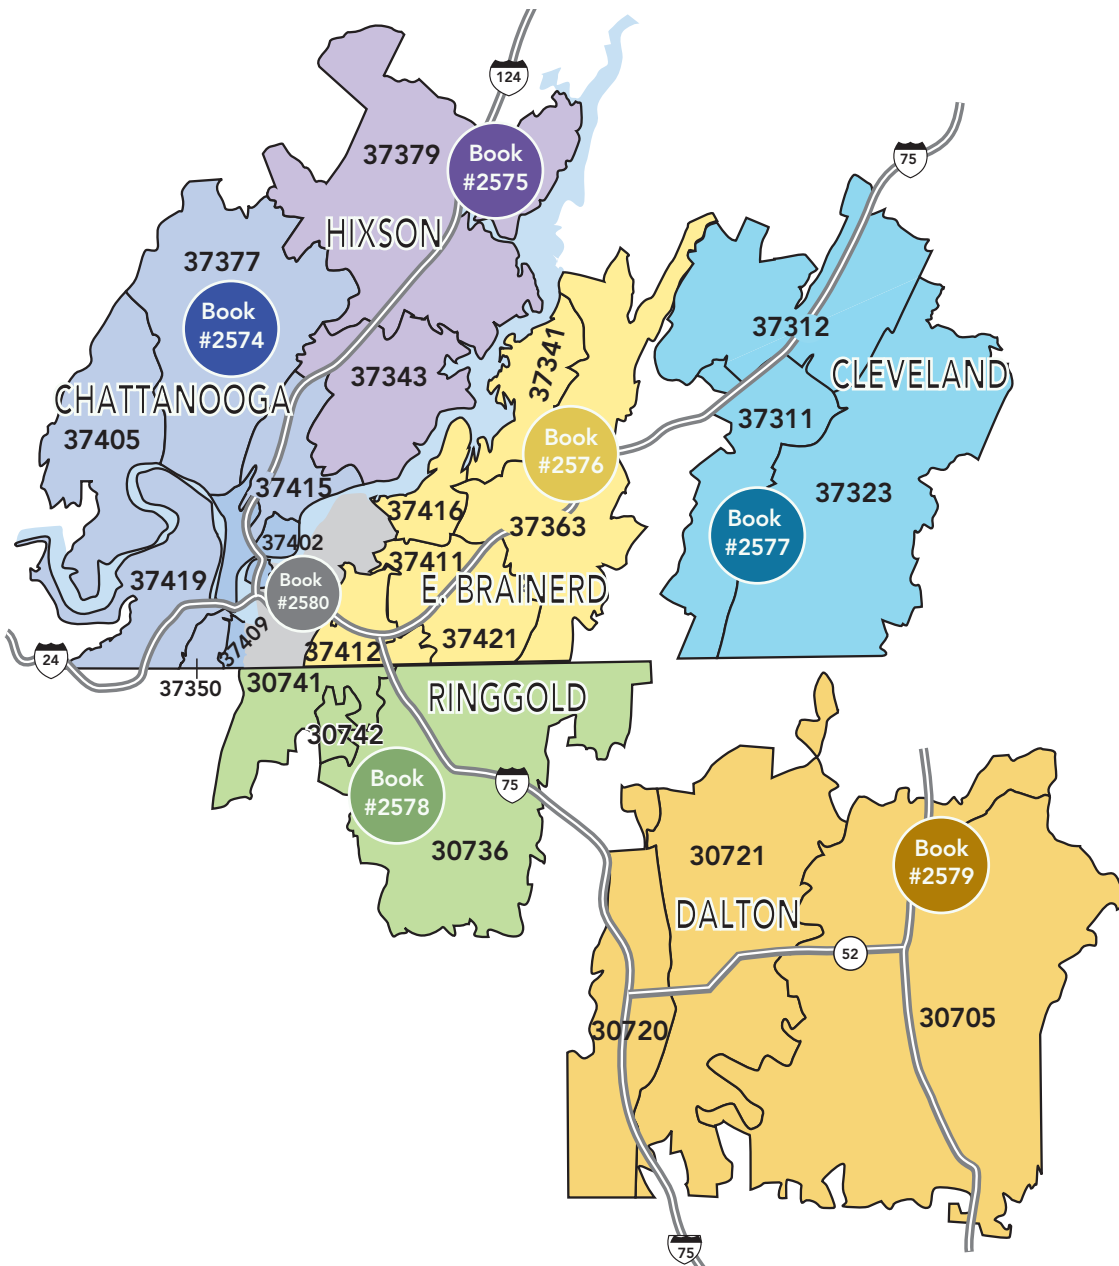 124
75
37379
Book
#2575
HIXSON
37377
Book
#2574
37312
37341
37343
CLEVELAND
CHATTANOOGA
37405
37311
Book
#2576
37415
37323
37416
37363
Book
#2577
37402
37411
37419
Book
#2580
E. BRAINERD
37409
37421
37412
24
37350
30741
RINGGOLD
30742
Book
#2578
75
30736
30721
Book
#2579
DALTON
52
30705
30720
75